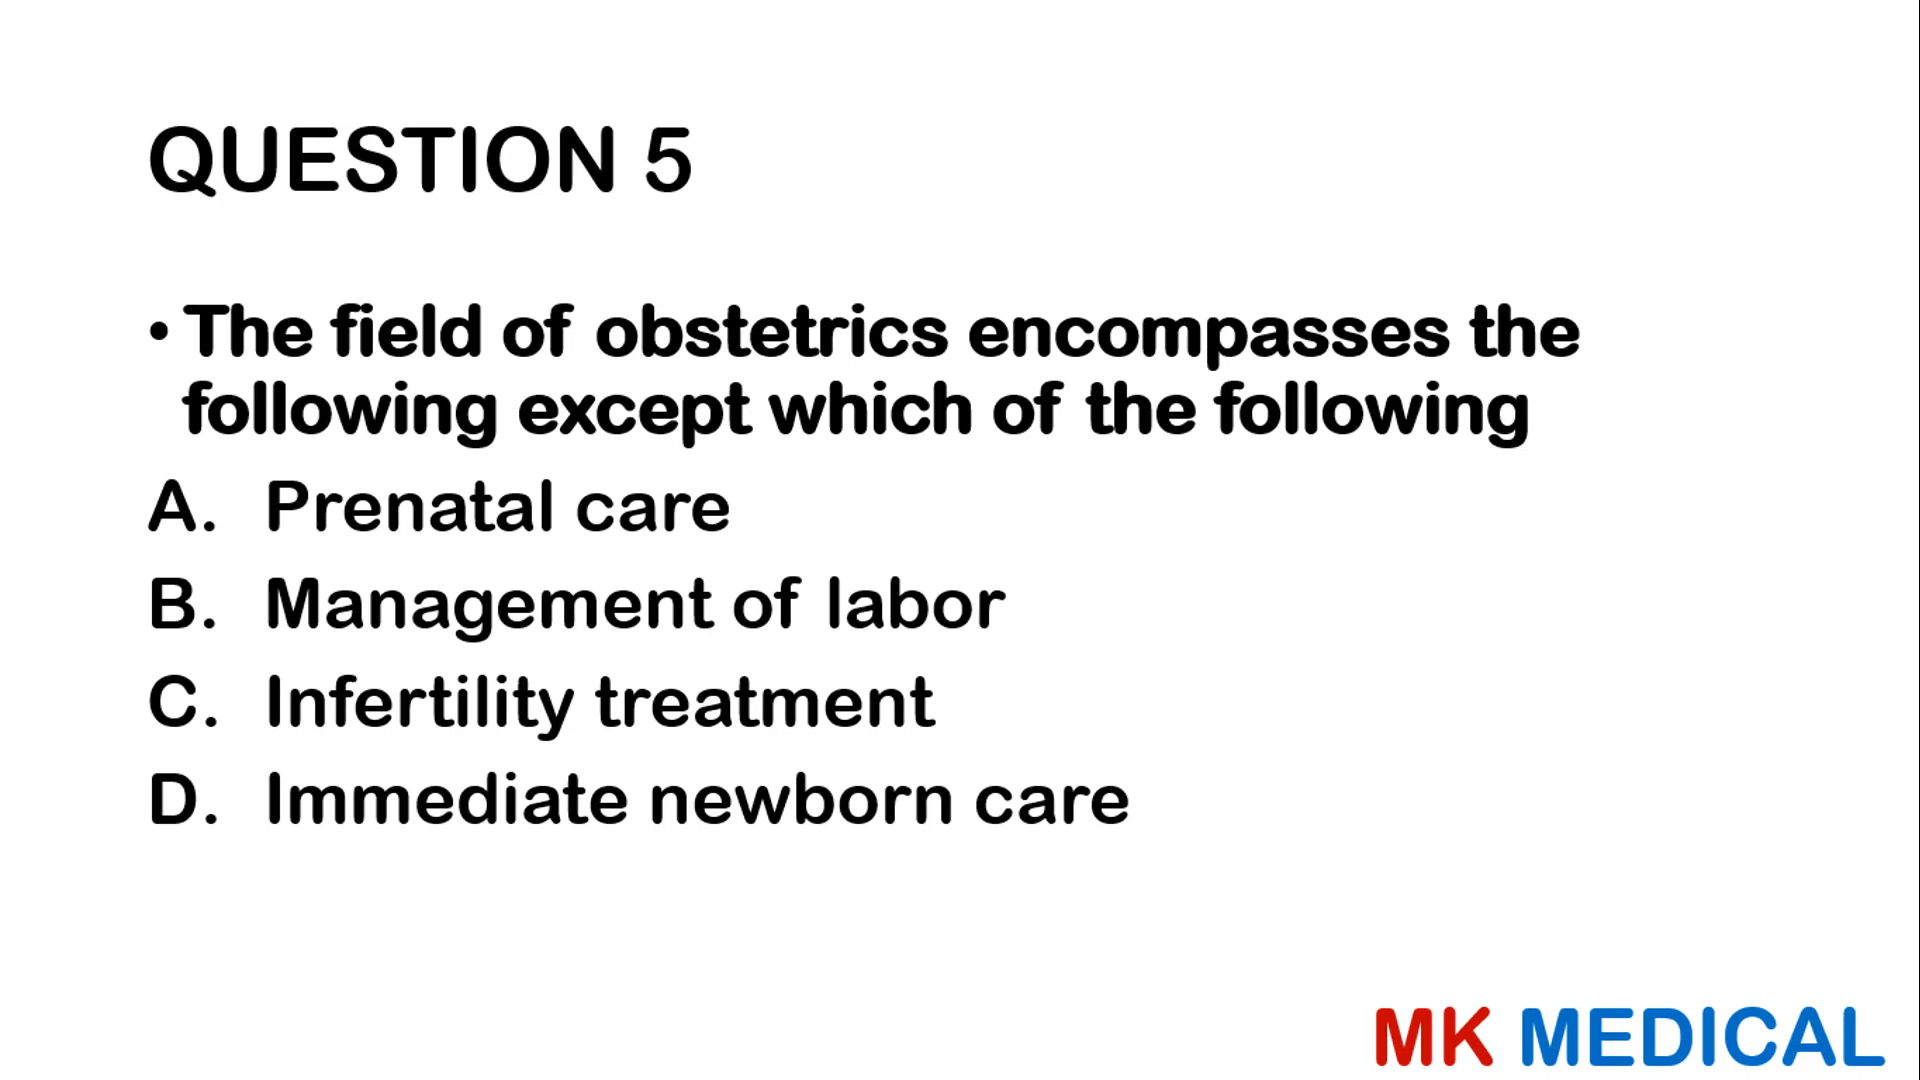 QUESTION 5
• The field of obstetrics encompasses the
following except which of the following
A. Prenatal care
B. Management of labor
C. Infertility treatment
D. Immediate newborn care
MK MEDICAL